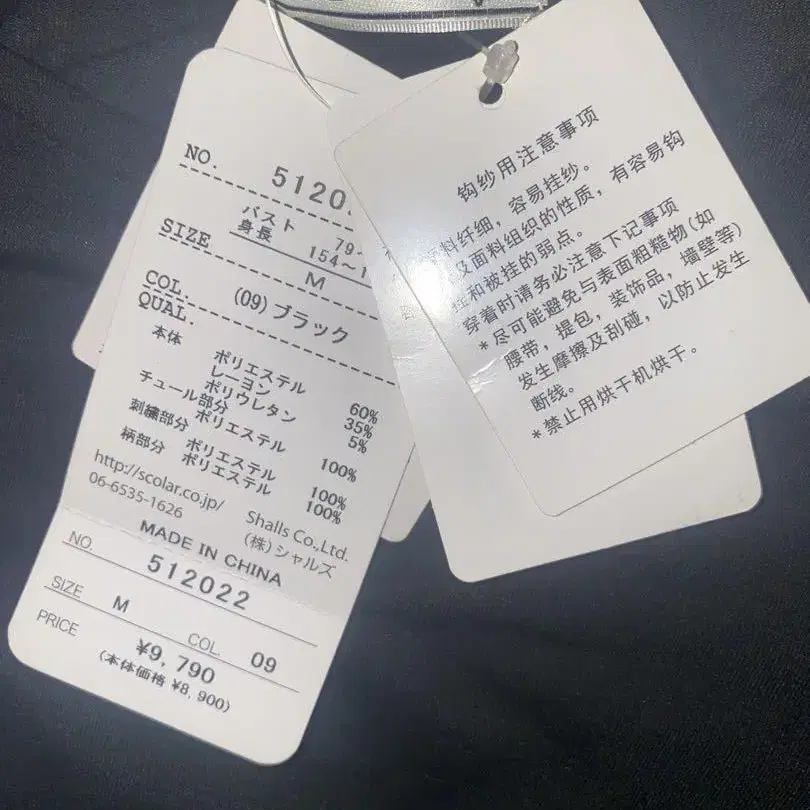 NO. 5120
SIZE バスト 79~
身長 154~1
M
COL. (09) ブラック
QUAL.
本体 ポリエステル 60%
レーヨン 35%
ポリウレタン 5%
チュール部分
ポリエステル 100%
刺繍部分
ポリエステル 100%
柄部分 ポリエステル 100%
http://scolar.co.jp/
06-6535-1626
Shalls Co.,Ltd.
(株)シャルズ
MADE IN CHINA
NO. 512022
SIZE M COL. 09
PRICE ¥9,790
(本体価格 ¥8,900)
钩纱用注意事项
料纤细，容易挂纱。
及面料组织的性质，有容易钩
挂和被挂的弱点。
穿着时请务必注意下记事项
*尽可能避免与表面粗糙物(如
腰带，提包，装饰品，墙壁等)
发生摩擦及刮碰，以防止发生
断线。
*禁止用烘干机烘干。